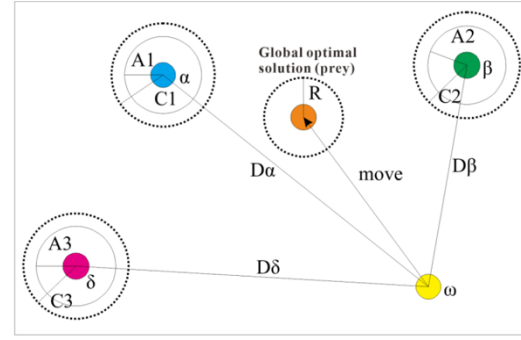 A1
α
C1
Global optimal
solution (prey)
R
A2
β
C2
Dα
move
Dβ
A3
δ
C3
Dδ
ω